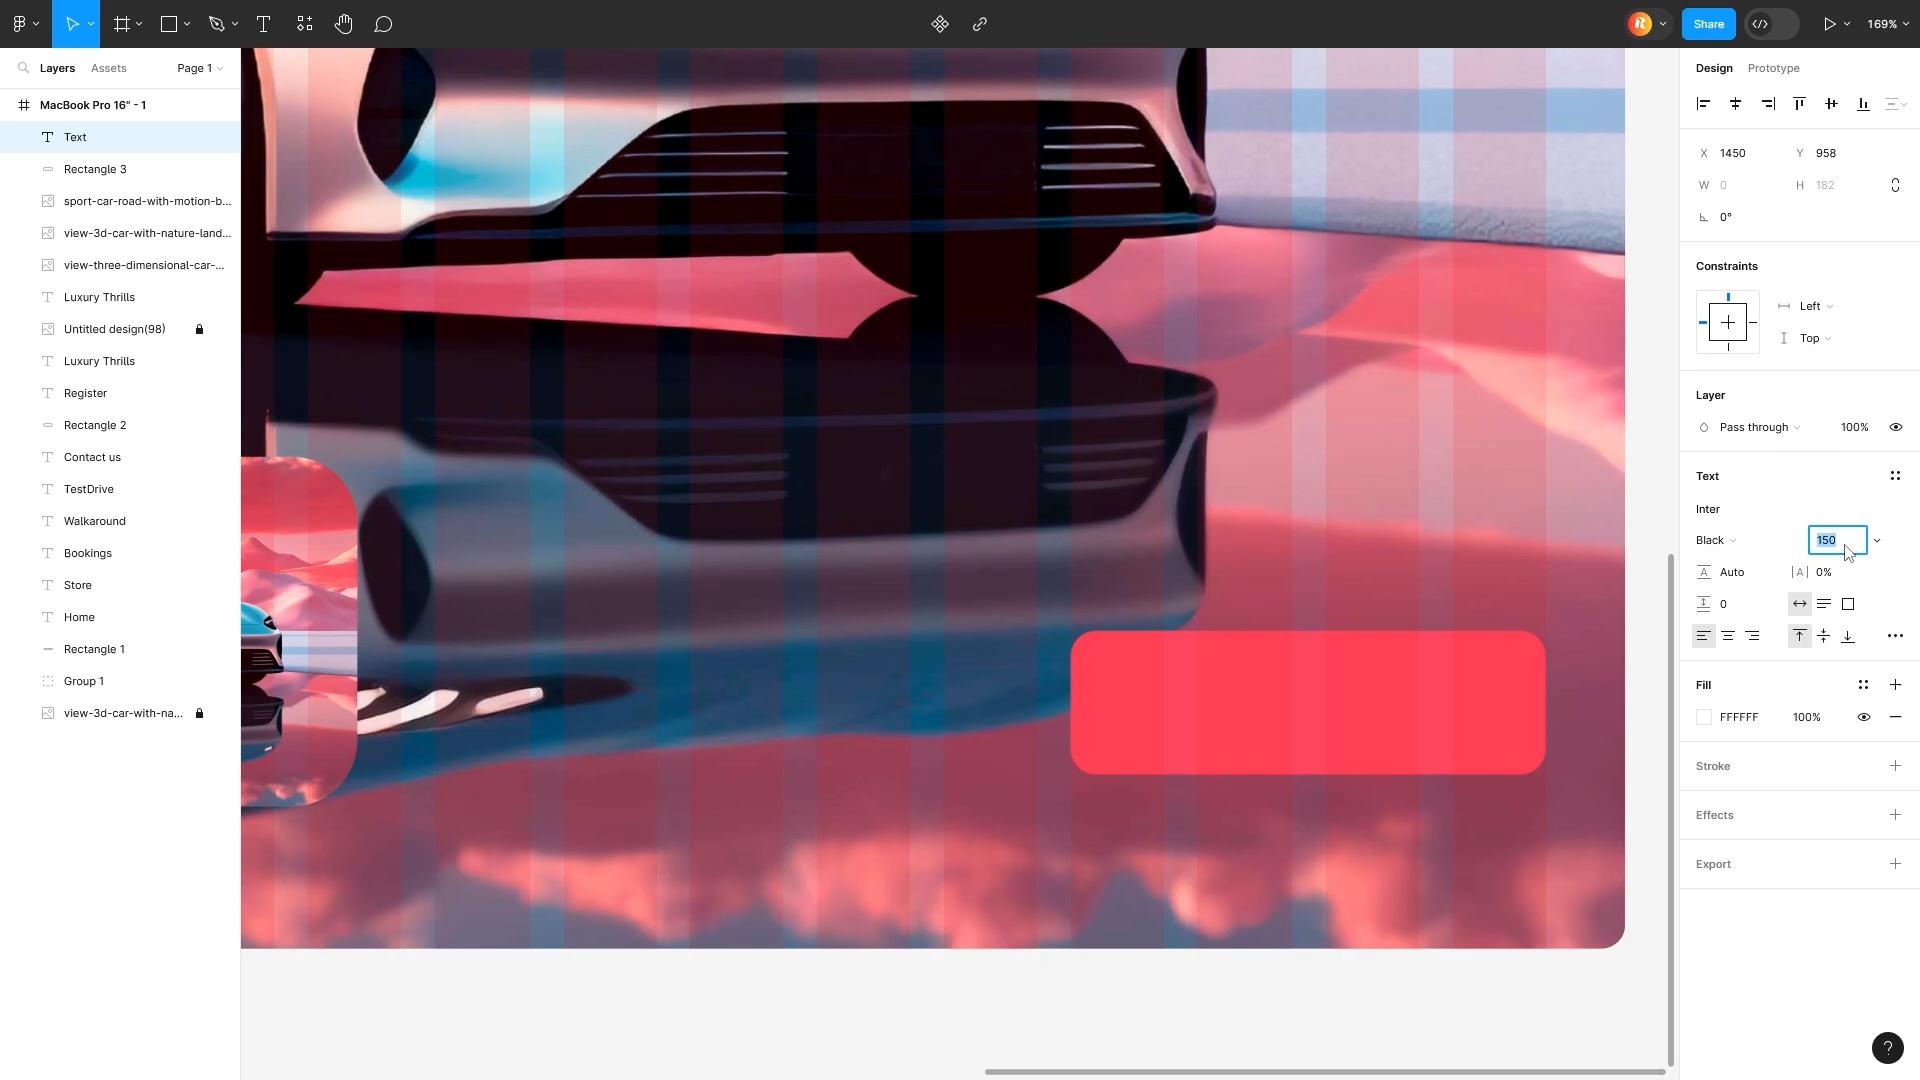 Share
169%
Layers
Assets
Page 1
Design
Prototype
MacBook Pro 16" - 1
Text
Rectangle 3
sport-car-road-with-motion-b...
view-3d-car-with-nature-land...
view-three-dimensional-car-...
Luxury Thrills
Untitled design(98)
Luxury Thrills
Register
Rectangle 2
Contact us
TestDrive
Walkaround
Bookings
Store
Home
Rectangle 1
Group 1
view-3d-car-with-na...
X 1450 Y 958
W 0 H 182
0°
Constraints
Left
Top
Layer
Pass through 100%
Text
Inter
Black 150
A Auto |A| 0%
0
Fill
FFFFFF 100%
Stroke
Effects
Export
?